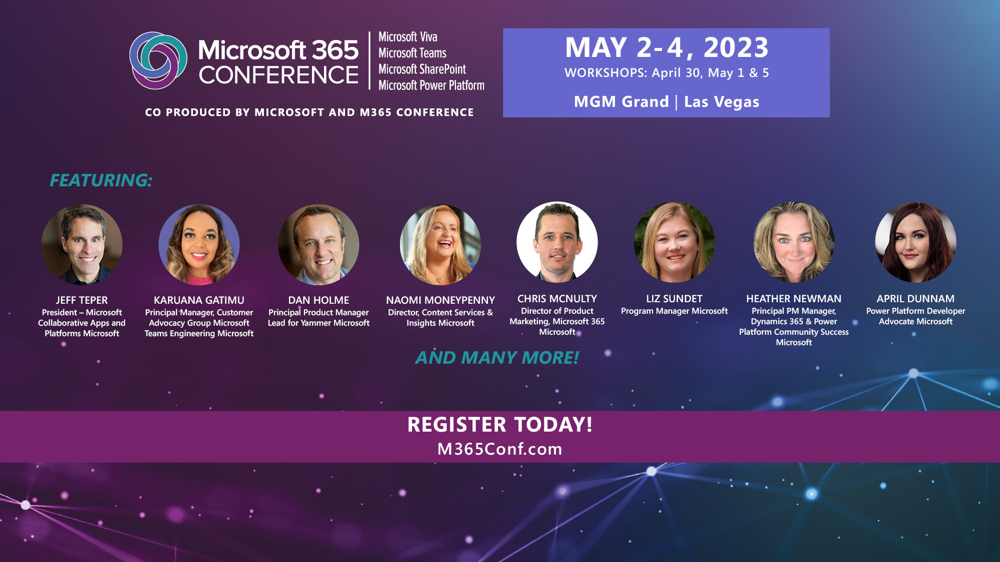 Microsoft 365
CONFERENCE
Microsoft Viva
Microsoft Teams
Microsoft SharePoint
Microsoft Power Platform
CO PRODUCED BY MICROSOFT AND M365 CONFERENCE
MAY 2-4, 2023
WORKSHOPS: April 30, May 1 & 5
MGM Grand | Las Vegas
FEATURING:
JEFF TEPER
President – Microsoft
Collaborative Apps and
Platforms Microsoft
KARUANA GATIMU
Principal Manager, Customer
Advocacy Group Microsoft
Teams Engineering Microsoft
DAN HOLME
Principal Product Manager
Lead for Yammer Microsoft
NAOMI MONEYPENNY
Director, Content Services &
Insights Microsoft
CHRIS MCNULTY
Director of Product
Marketing, Microsoft 365
Microsoft
LIZ SUNDET
Program Manager Microsoft
HEATHER NEWMAN
Principal PM Manager,
Dynamics 365 & Power
Platform Community Success
Microsoft
APRIL DUNNAM
Power Platform Developer
Advocate Microsoft
AND MANY MORE!
REGISTER TODAY!
M365Conf.com